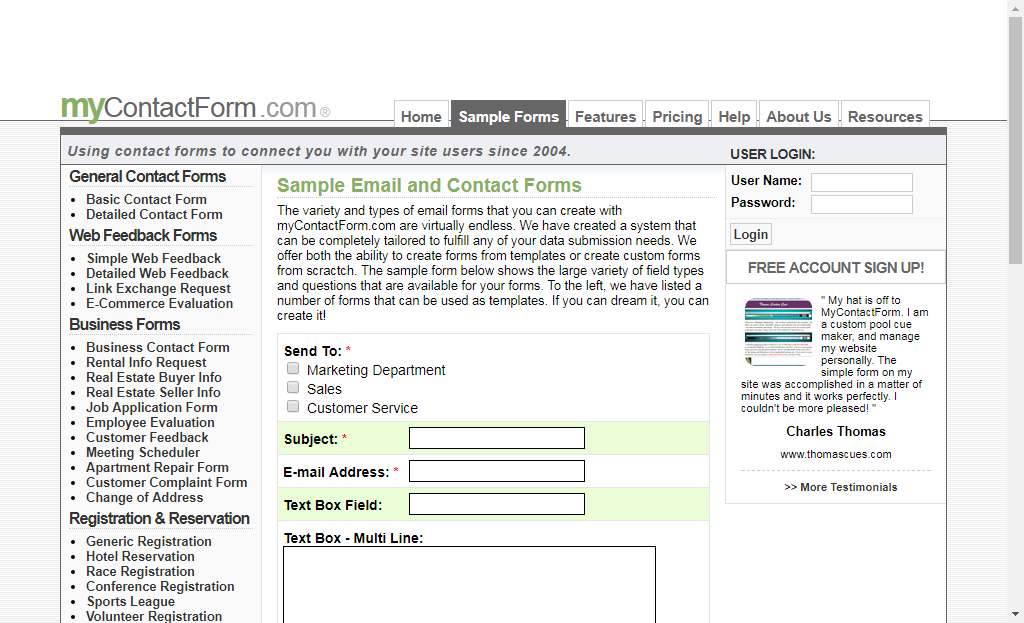 myContactForm.com®
Home
Sample Forms
Features
Pricing
Help
About Us
Resources
Using contact forms to connect you with your site users since 2004.
General Contact Forms
Basic Contact Form
Detailed Contact Form
Web Feedback Forms
Simple Web Feedback
Detailed Web Feedback
Link Exchange Request
E-Commerce Evaluation
Business Forms
Business Contact Form
Rental Info Request
Real Estate Buyer Info
Real Estate Seller Info
Job Application Form
Employee Evaluation
Customer Feedback
Meeting Scheduler
Apartment Repair Form
Customer Complaint Form
Change of Address
Registration & Reservation
Generic Registration
Hotel Reservation
Race Registration
Conference Registration
Sports League
Volunteer Registration
Sample Email and Contact Forms
The variety and types of email forms that you can create with
myContactForm.com are virtually endless. We have created a system that
can be completely tailored to fulfill any of your data submission needs. We
offer both the ability to create forms from templates or create custom forms
from scractch. The sample form below shows the large variety of field types
and questions that are available for your forms. To the left, we have listed a
number of forms that can be used as templates. If you can dream it, you can
create it!
Send To: *
Marketing Department
Sales
Customer Service
Subject: *
E-mail Address: *
Text Box Field:
Text Box - Multi Line:
USER LOGIN:
User Name:
Password:
Login
FREE ACCOUNT SIGN UP!
" My hat is off to
MyContactForm. I am
a custom pool cue
maker, and manage
my website
personally. The
simple form on my
site was accomplished in a matter of
minutes and it works perfectly. I
couldn't be more pleased! "
Charles Thomas
www.thomascues.com
>> More Testimonials